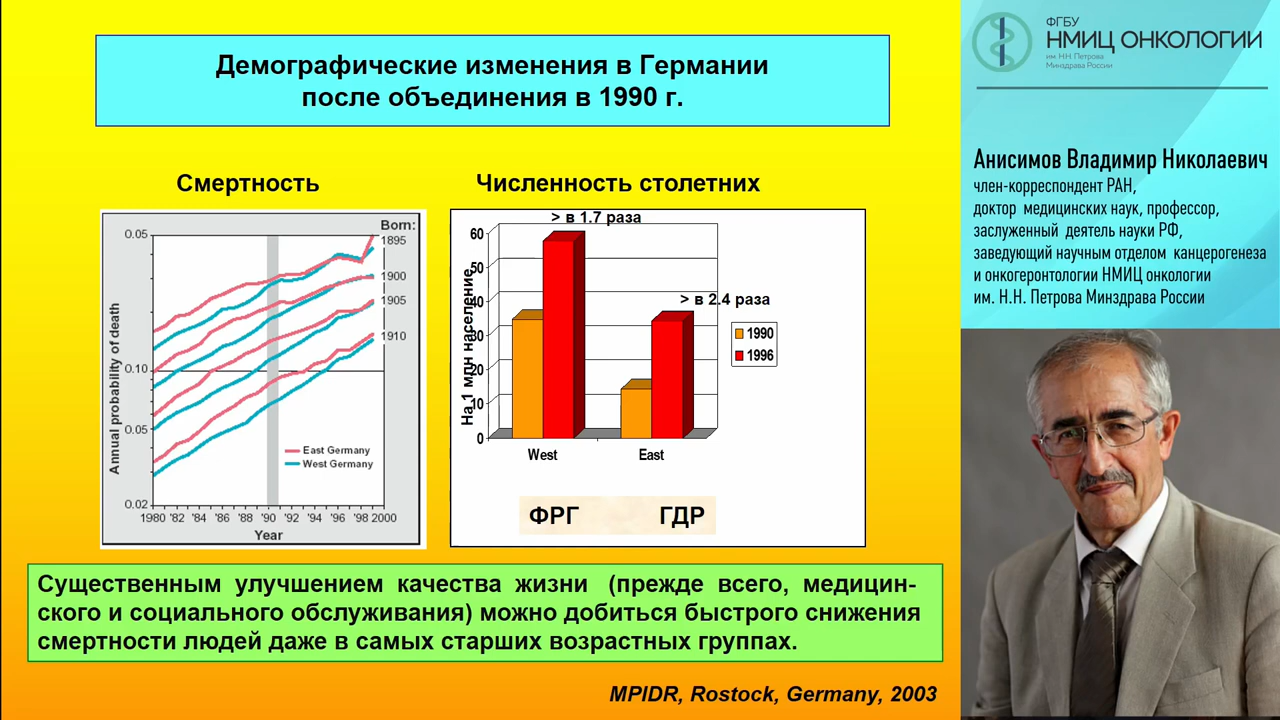 Демографические изменения в Германии
после объединения в 1990 г.
Смертность
Численность столетних
Born:
0.05
1895
1900
1905
1910
0.10
0.05
0.02
Annual probability of death
East Germany
West Germany
1980 '82 '84 '86 '88 '90 '92 '94 '96 '98 2000
Year
> в 1.7 раза
> в 2.4 раза
60
50
40
30
20
10
0
На 1 млн население
1990
1996
West East
ФРГ ГДР
Существенным улучшением качества жизни (прежде всего, медицин-
ского и социального обслуживания) можно добиться быстрого снижения
смертности людей даже в самых старших возрастных группах.
MPIDR, Rostock, Germany, 2003
ФГБУ
НМИЦ ОНКОЛОГИИ
им. Н.Н. Петрова
Минздрава России
Анисимов Владимир Николаевич
член-корреспондент РАН,
доктор медицинских наук, профессор,
заслуженный деятель науки РФ,
заведующий научным отделом канцерогенеза
и онкогеронтологии НМИЦ онкологии
им. Н.Н. Петрова Минздрава России